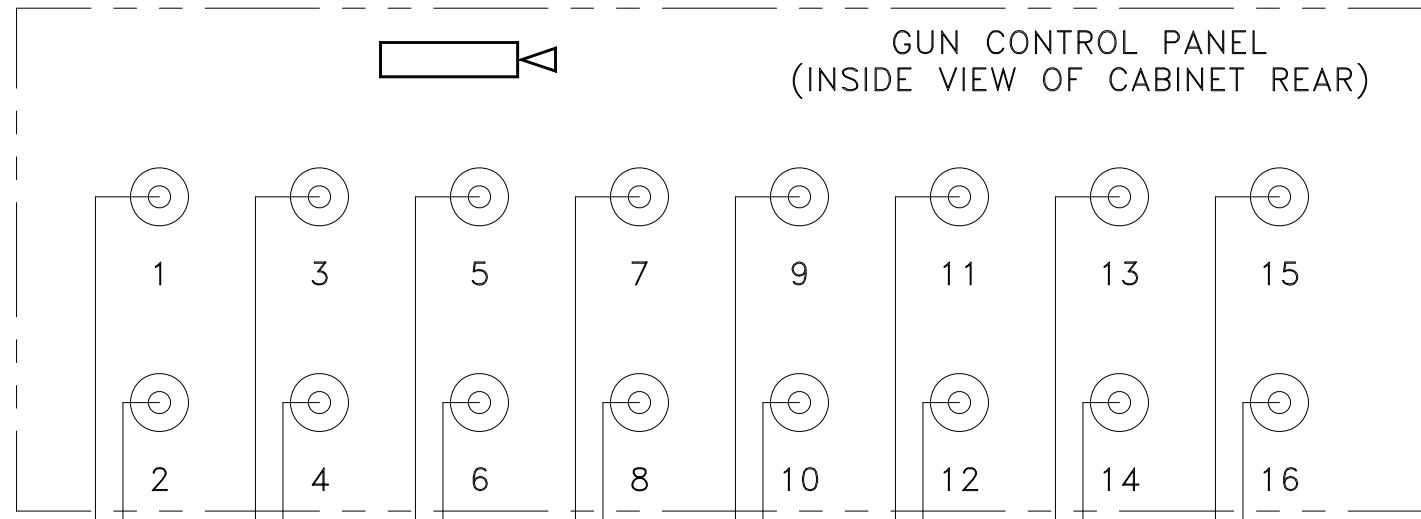 GUN CONTROL PANEL
(INSIDE VIEW OF CABINET REAR)
1 3 5 7 9 11 13 15
2 4 6 8 10 12 14 16